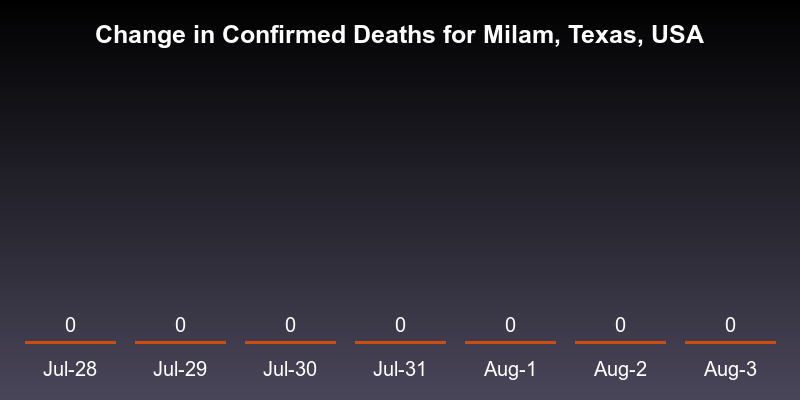 Change in Confirmed Deaths for Milam, Texas, USA
0 0 0 0 0 0 0
Jul-28 Jul-29 Jul-30 Jul-31 Aug-1 Aug-2 Aug-3